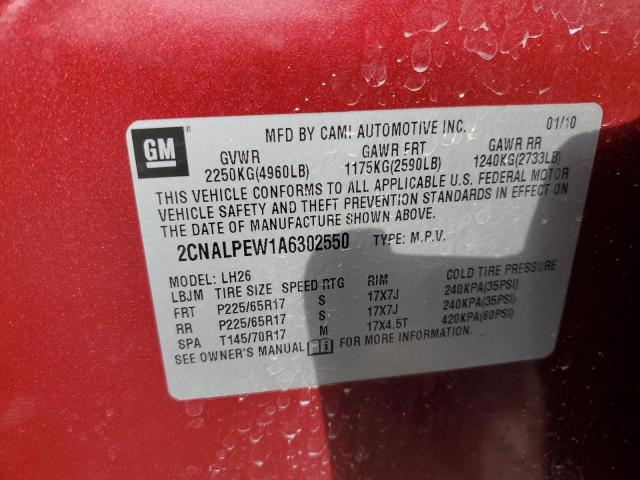 MFD BY CAMI AUTOMOTIVE INC. 01/10
GM
GVWR GAWR FRT GAWR RR
2250KG(4960LB) 1175KG(2590LB) 1240KG(2733LB)
THIS VEHICLE CONFORMS TO ALL APPLICABLE U.S. FEDERAL MOTOR
VEHICLE SAFETY AND THEFT PREVENTION STANDARDS IN EFFECT ON
THE DATE OF MANUFACTURE SHOWN ABOVE.
2CNALPEW1A6302550 TYPE: M.P.V.
MODEL: LH26
LBJM TIRE SIZE SPEED RTG RIM COLD TIRE PRESSURE
FRT P225/65R17 S 17X7J 240KPA(35PSI)
RR P225/65R17 S 17X7J 240KPA(35PSI)
SPA T145/70R17 M 17X4.5T 420KPA(60PSI)
SEE OWNER'S MANUAL FOR MORE INFORMATION.